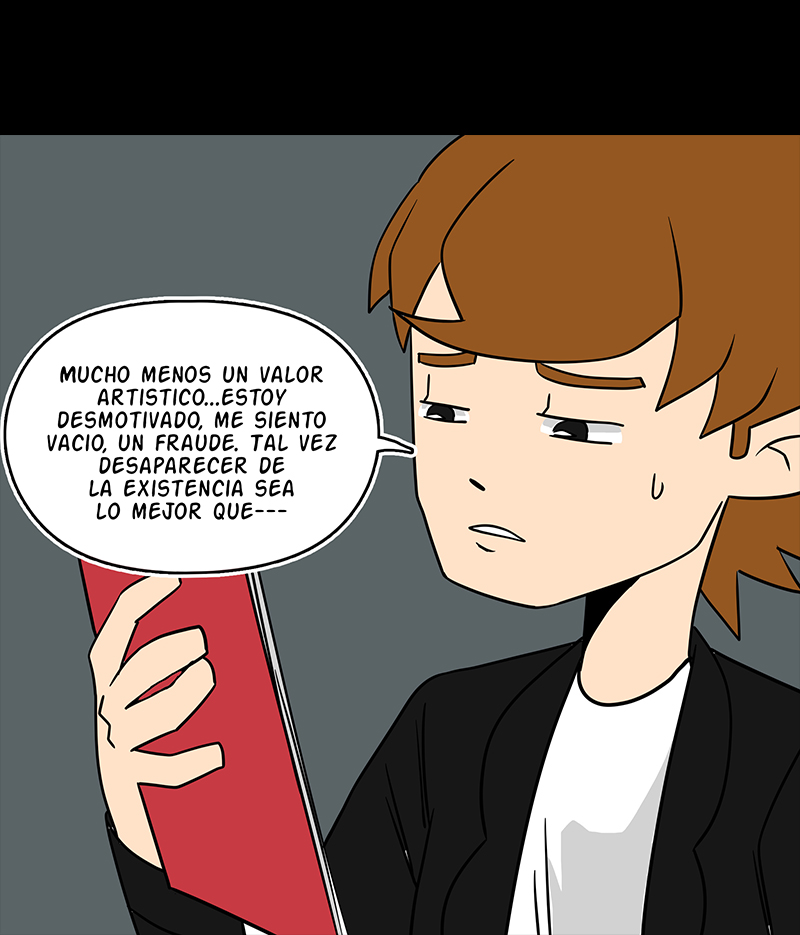 MUCHO MENOS UN VALOR
ARTISTICO...ESTOY
DESMOTIVADO, ME SIENTO
VACIO, UN FRAUDE. TAL VEZ
DESAPARECER DE
LA EXISTENCIA SEA
LO MEJOR QUE---